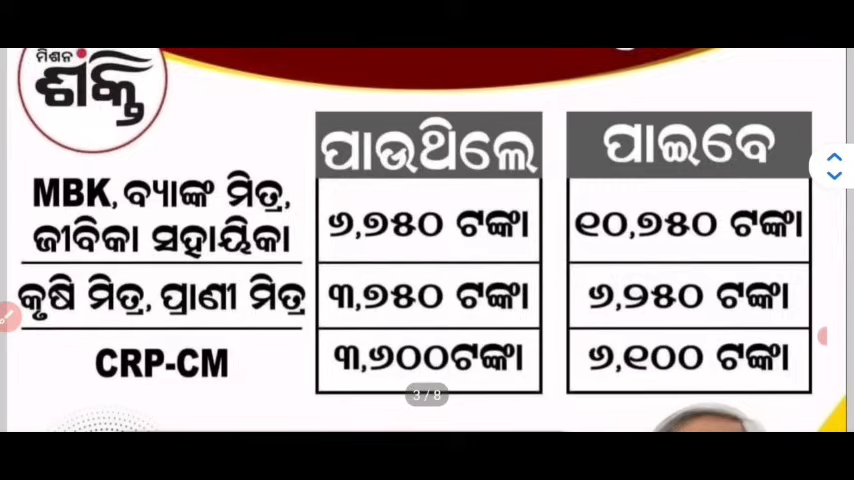 ମିଶନ
ଶକ୍ତି
ପାଉଥିଲେ ପାଇବେ
MBK, ବ୍ୟାଙ୍କ ମିତ୍ର,
ଜୀବିକା ସହାୟିକା ୬,୭୫୦ ଟଙ୍କା ୧୦,୭୫୦ ଟଙ୍କା
କୃଷି ମିତ୍ର, ପ୍ରାଣୀ ମିତ୍ର ୩,୭୫୦ ଟଙ୍କା ୬,୨୫୦ ଟଙ୍କା
CRP-CM ୩,୬୦୦ଟଙ୍କା ୬,୧୦୦ ଟଙ୍କା
3 / 8